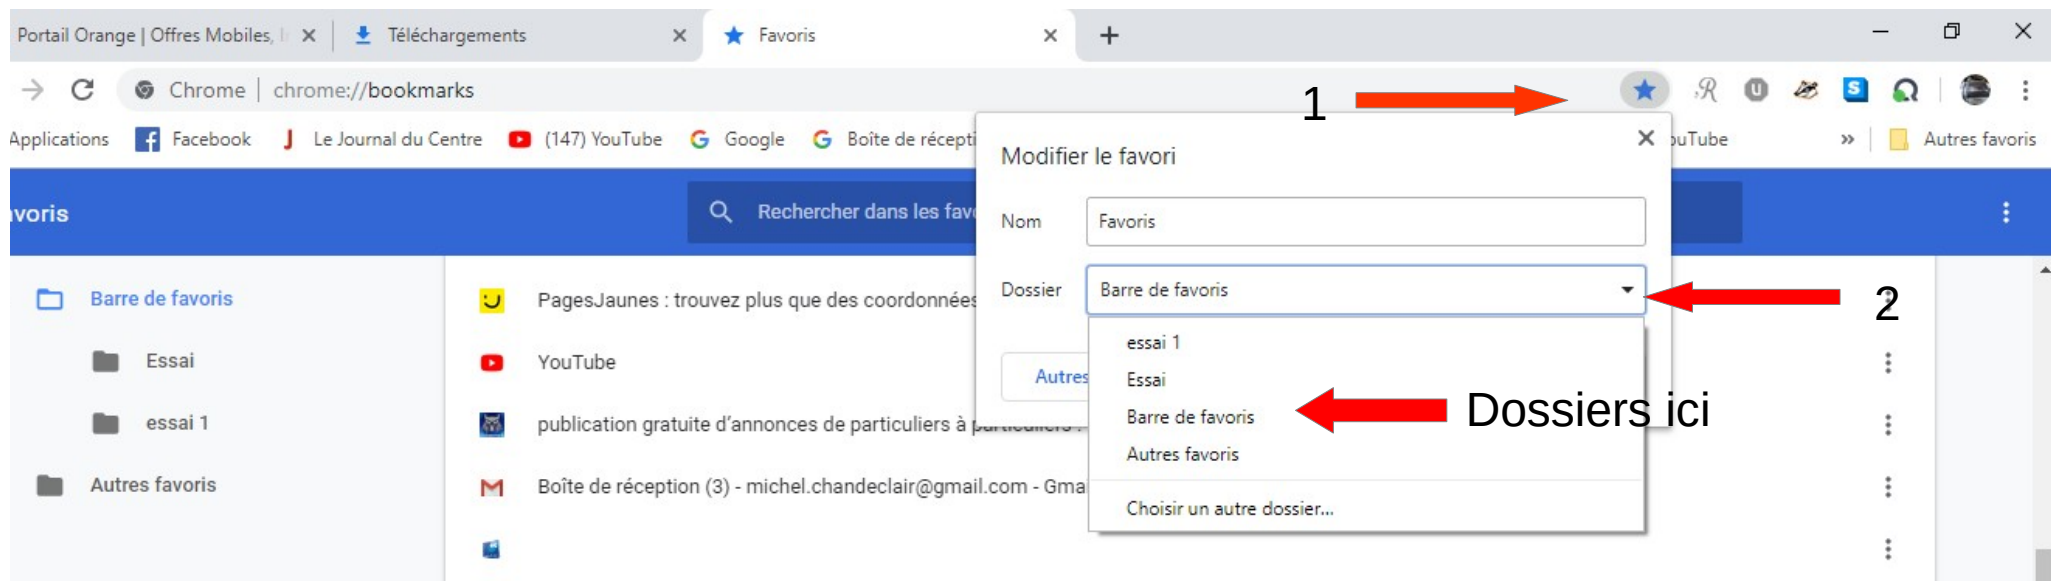 Portail Orange | Offres Mobiles,
Téléchargements
Favoris
Chrome | chrome://bookmarks
1
Applications
Facebook
Le Journal du Centre
(147) YouTube
Google
Boîte de récepti
ouTube
»
Autres favoris
Modifier le favori
voris
Rechercher dans les favo
Nom
Favoris
Dossier
Barre de favoris
2
Barre de favoris
Essai
essai 1
Autres favoris
PagesJaunes : trouvez plus que des coordonnées
YouTube
publication gratuite d'annonces de particuliers à particuliers :
Boîte de réception (3) - michel.chandeclair@gmail.com - Gmai
Autres
essai 1
Essai
Barre de favoris
Autres favoris
Choisir un autre dossier...
Dossiers ici